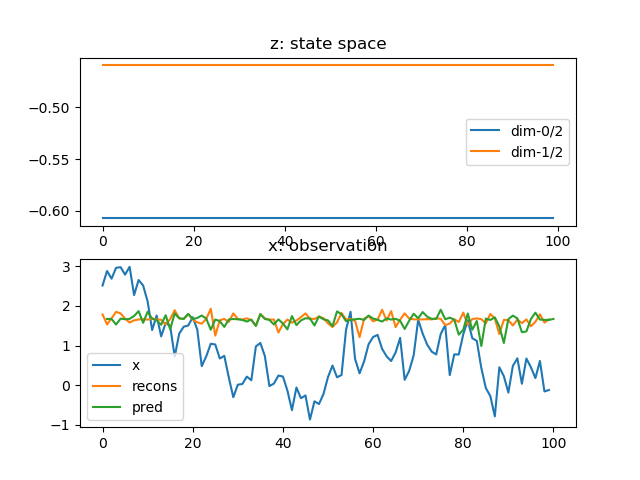 z: state space
−0.50
−0.55
−0.60
dim-0/2
dim-1/2
0 20 40 60 80 100
x: observation
3
2
1
0
−1
x
recons
pred
0 20 40 60 80 100